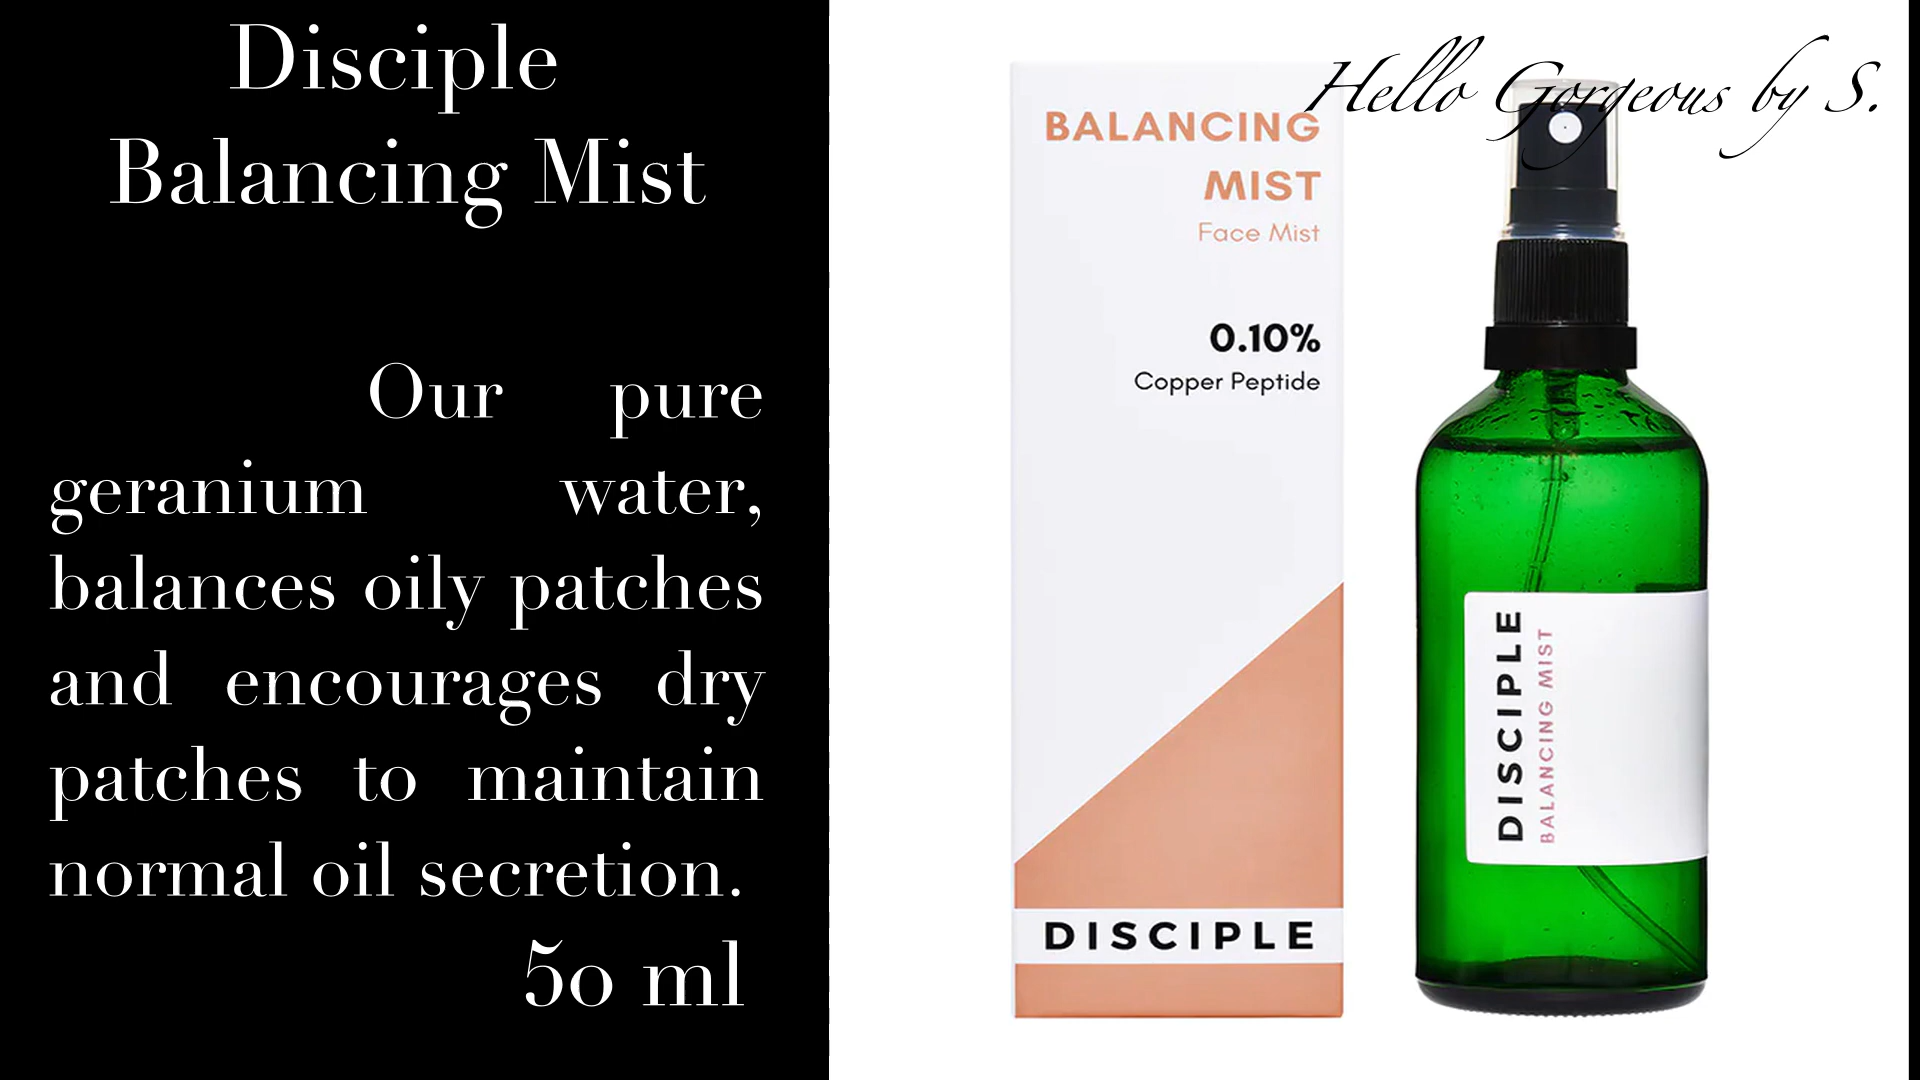 Disciple
Balancing Mist
Our pure
geranium water,
balances oily patches
and encourages dry
patches to maintain
normal oil secretion.
50 ml
Hello Gorgeous by S.
BALANCING
MIST
Face Mist
0.10%
Copper Peptide
DISCIPLE
DISCIPLE
BALANCING MIST